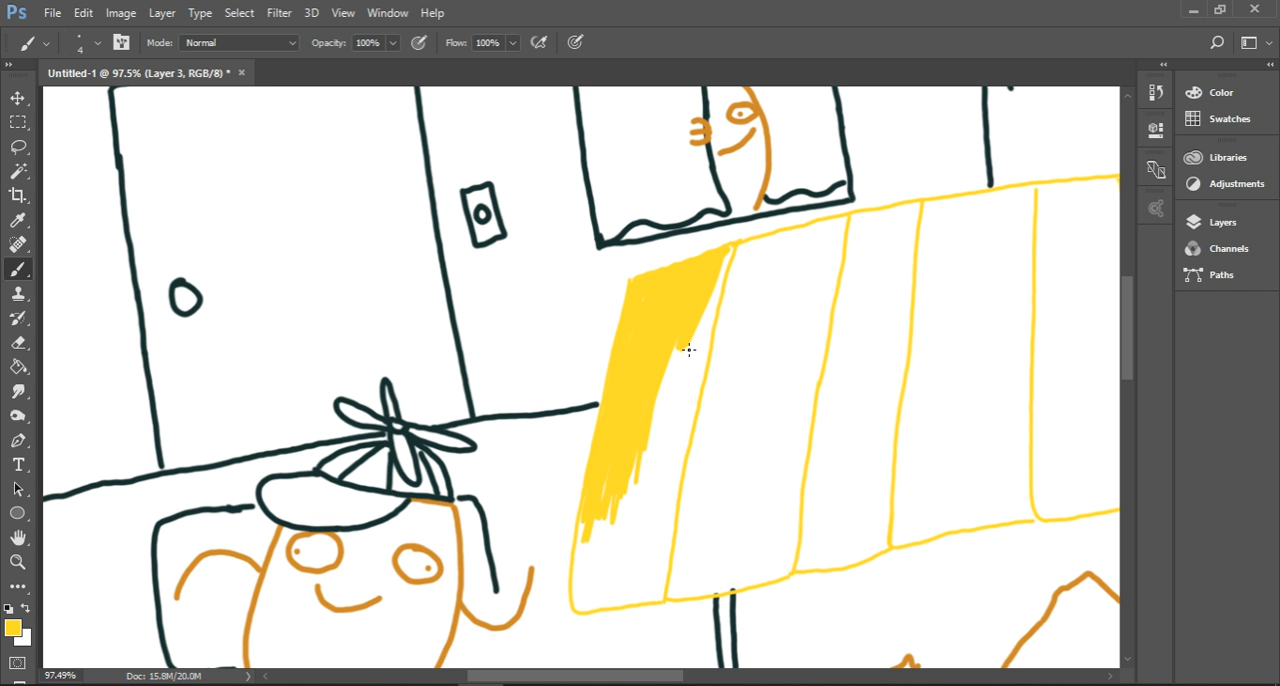 Ps File Edit Image Layer Type Select Filter 3D View Window Help
4 Mode: Normal Opacity: 100% Flow: 100%
Untitled-1 @ 97.5% (Layer 3, RGB/8) *
Color
Swatches
Libraries
Adjustments
Layers
Channels
Paths
97.49% Doc: 15.8M/20.0M